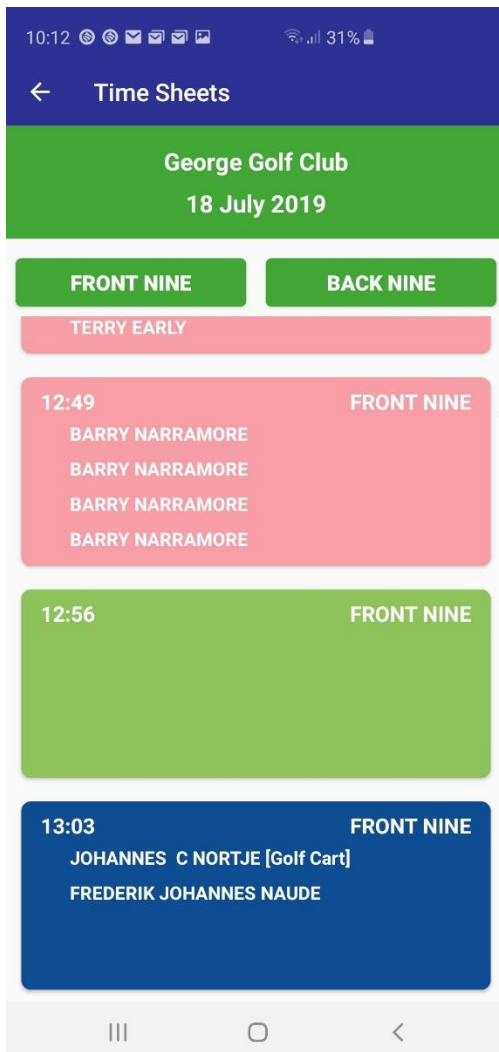 10:12 31%
Time Sheets
George Golf Club
18 July 2019
FRONT NINE BACK NINE
TERRY EARLY
12:49 FRONT NINE
BARRY NARRAMORE
BARRY NARRAMORE
BARRY NARRAMORE
BARRY NARRAMORE
12:56 FRONT NINE
13:03 FRONT NINE
JOHANNES C NORTJE [Golf Cart]
FREDERIK JOHANNES NAUDE